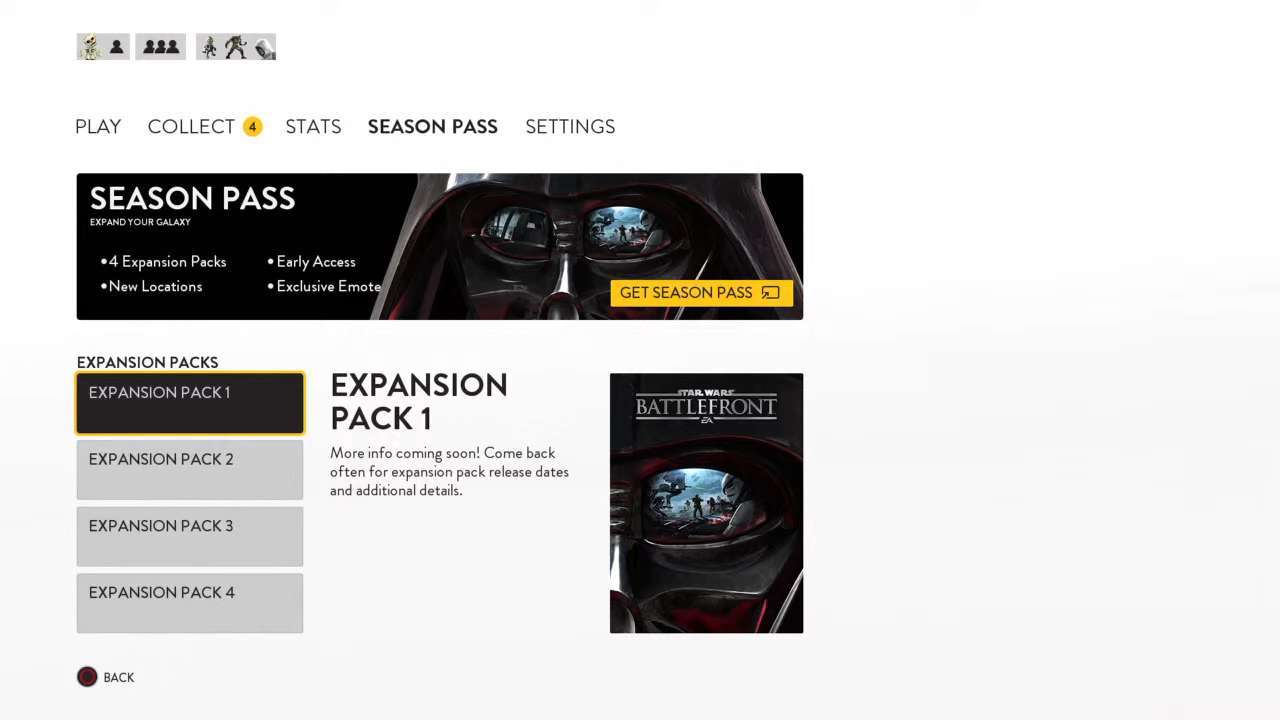 PLAY COLLECT 4 STATS SEASON PASS SETTINGS
SEASON PASS
EXPAND YOUR GALAXY
•4 Expansion Packs •Early Access
•New Locations •Exclusive Emote
GET SEASON PASS
EXPANSION PACKS
EXPANSION PACK 1
EXPANSION PACK 2
EXPANSION PACK 3
EXPANSION PACK 4
EXPANSION
PACK 1
More info coming soon! Come back
often for expansion pack release dates
and additional details.
STAR WARS
BATTLEFRONT
EA
BACK